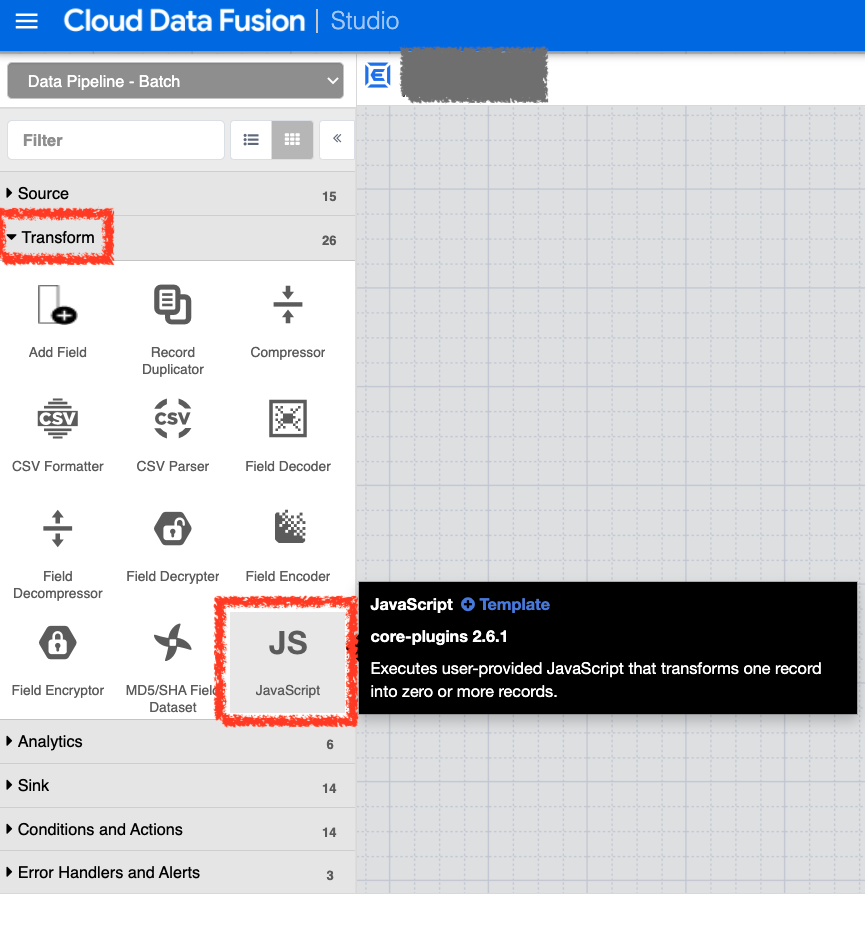 Cloud Data Fusion | Studio
Data Pipeline - Batch
Filter
Source 15
Transform 26
Add Field
Record
Duplicator
Compressor
CSV
CSV Formatter
CSV
CSV Parser
Field Decoder
Field
Decompressor
Field Decrypter
Field Encoder
JavaScript Template
core-plugins 2.6.1
Executes user-provided JavaScript that transforms one record
into zero or more records.
Field Encryptor
MD5/SHA Field
Dataset
JS
JavaScript
Analytics 6
Sink 14
Conditions and Actions 14
Error Handlers and Alerts 3